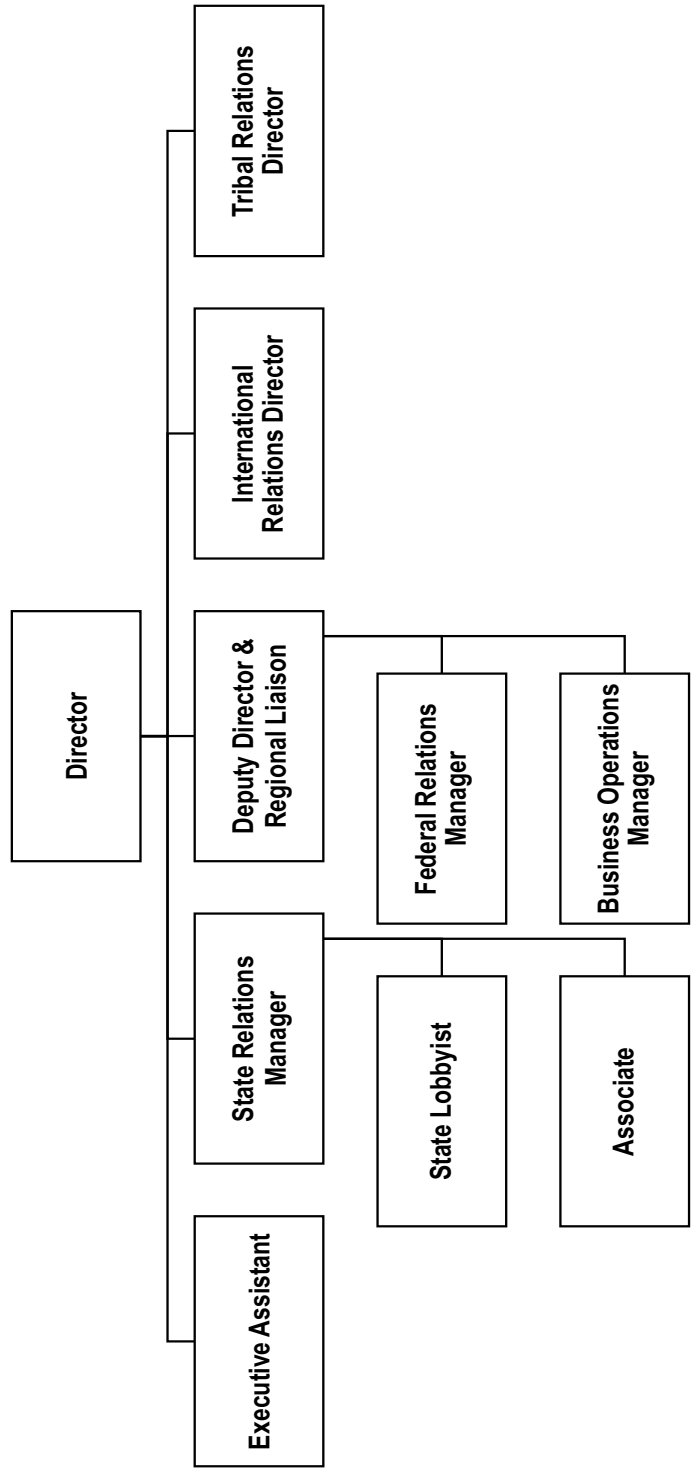 Director
Executive Assistant
State Relations
Manager
Deputy Director &
Regional Liaison
International
Relations Director
Tribal Relations
Director
State Lobbyist
Federal Relations
Manager
Associate
Business Operations
Manager